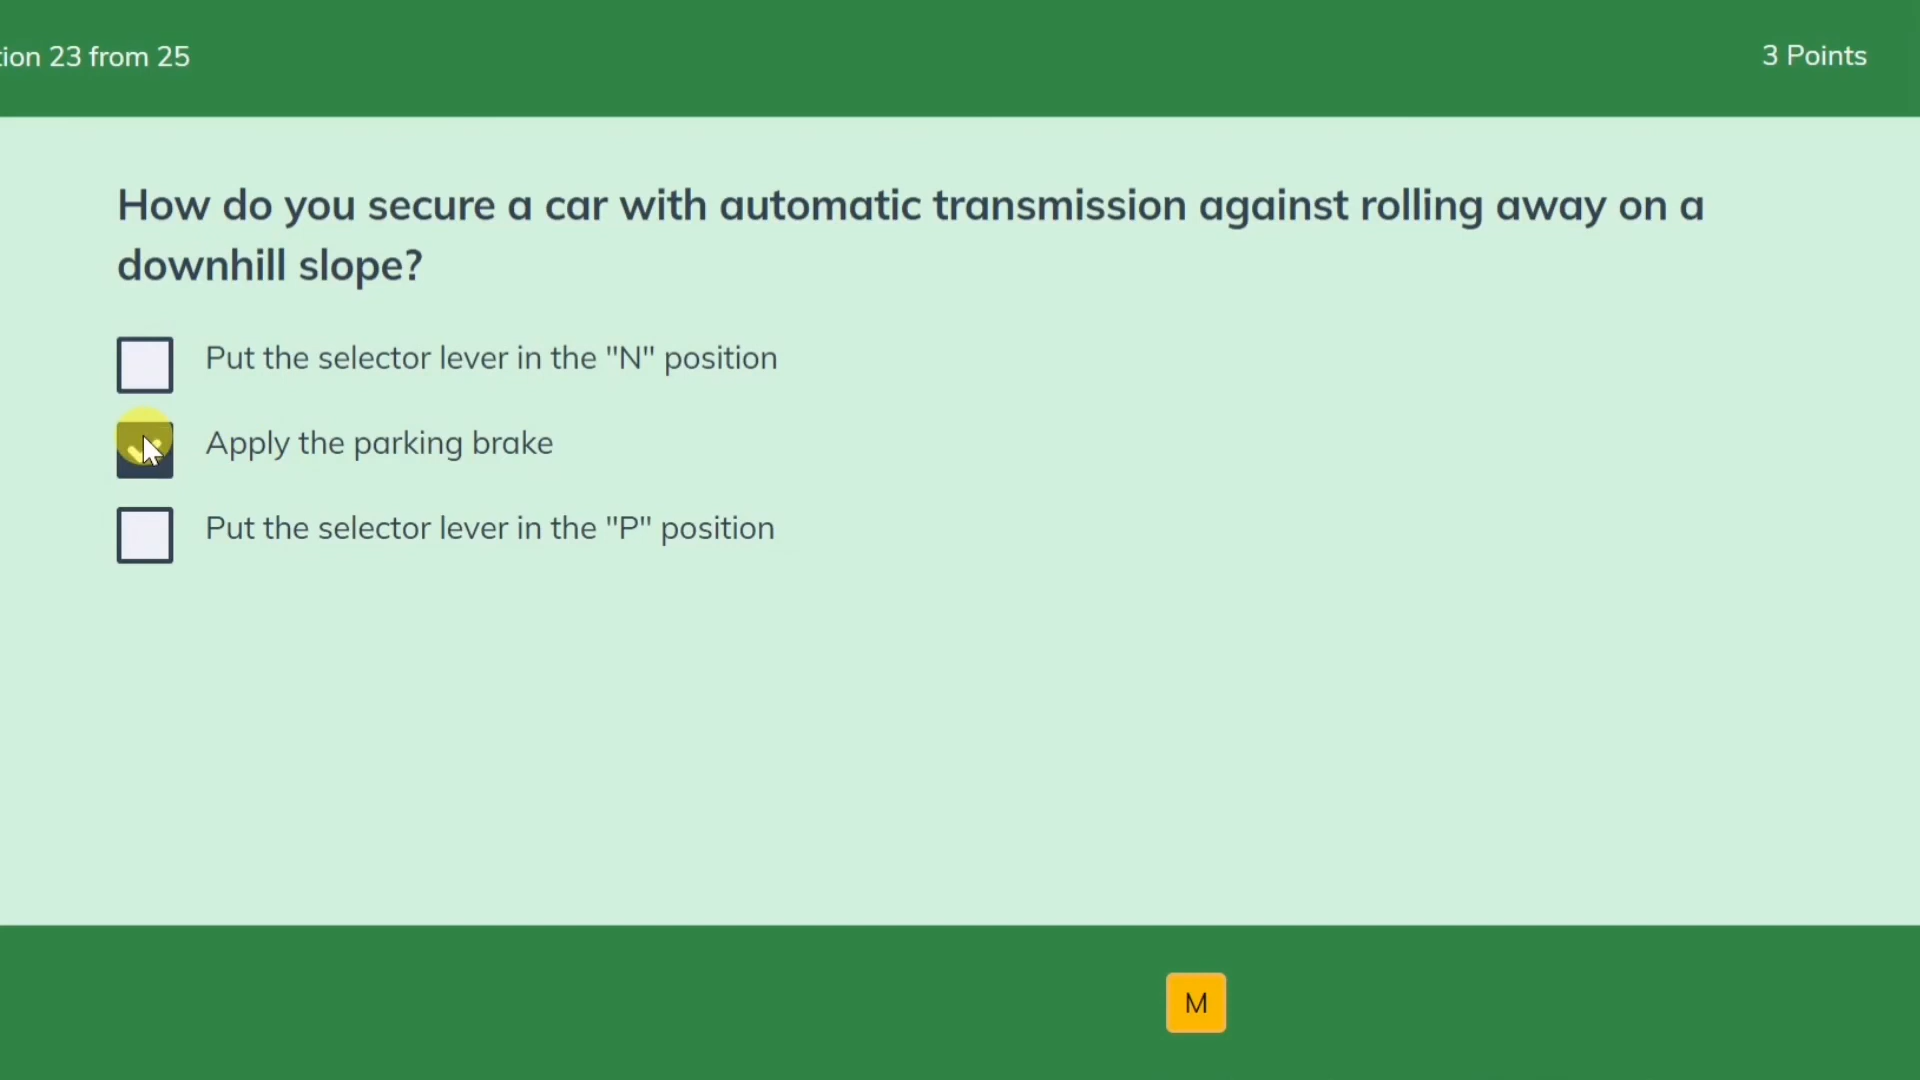 23 from 25
3 Points
How do you secure a car with automatic transmission against rolling away on a
downhill slope?
Put the selector lever in the "N" position
Apply the parking brake
Put the selector lever in the "P" position
M